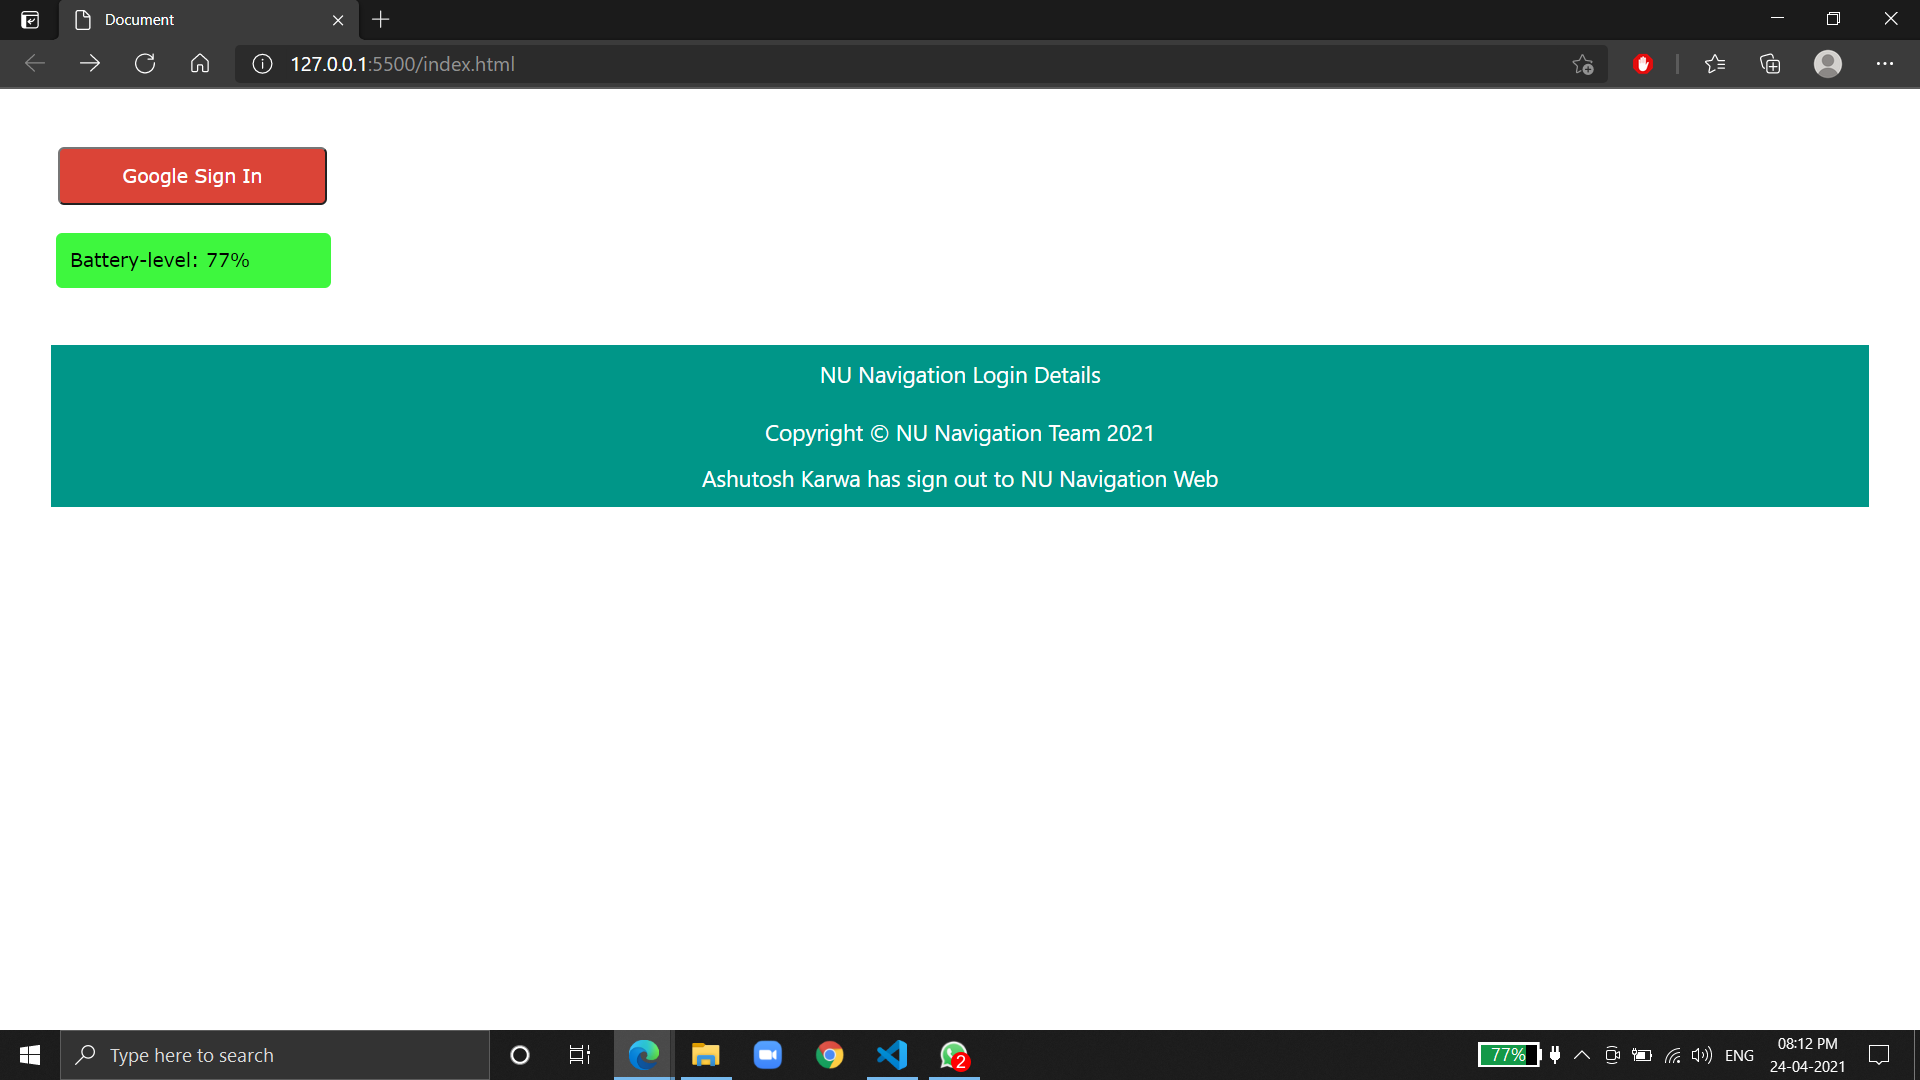 Document
127.0.0.1:5500/index.html
Google Sign In
Battery-level: 77%
NU Navigation Login Details
Copyright © NU Navigation Team 2021
Ashutosh Karwa has sign out to NU Navigation Web
Type here to search
2
77%
ENG
08:12 PM
24-04-2021